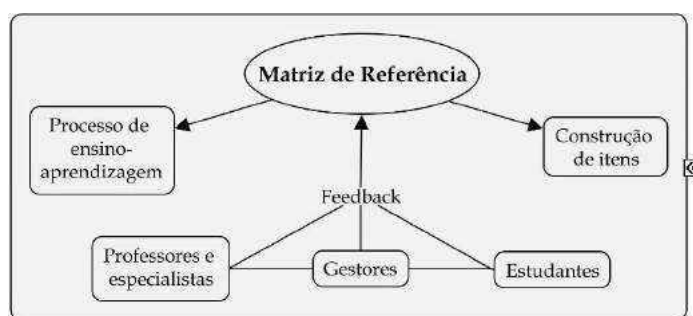 Matriz de Referência
Processo de
ensino-
aprendizagem
Construção
de itens
Feedback
Professores e
especialistas
Gestores
Estudantes